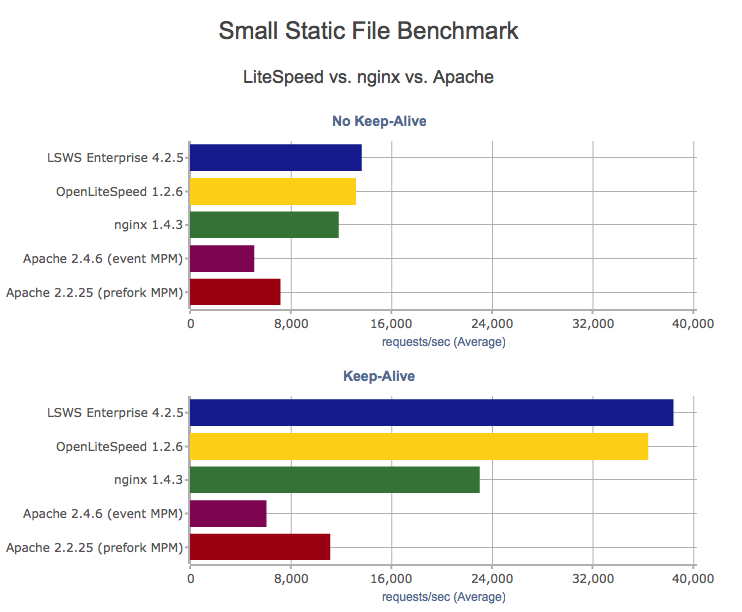 Small Static File Benchmark
LiteSpeed vs. nginx vs. Apache
No Keep-Alive
LSWS Enterprise 4.2.5
OpenLiteSpeed 1.2.6
nginx 1.4.3
Apache 2.4.6 (event MPM)
Apache 2.2.25 (prefork MPM)
0 8,000 16,000 24,000 32,000 40,000
requests/sec (Average)
Keep-Alive
LSWS Enterprise 4.2.5
OpenLiteSpeed 1.2.6
nginx 1.4.3
Apache 2.4.6 (event MPM)
Apache 2.2.25 (prefork MPM)
0 8,000 16,000 24,000 32,000 40,000
requests/sec (Average)